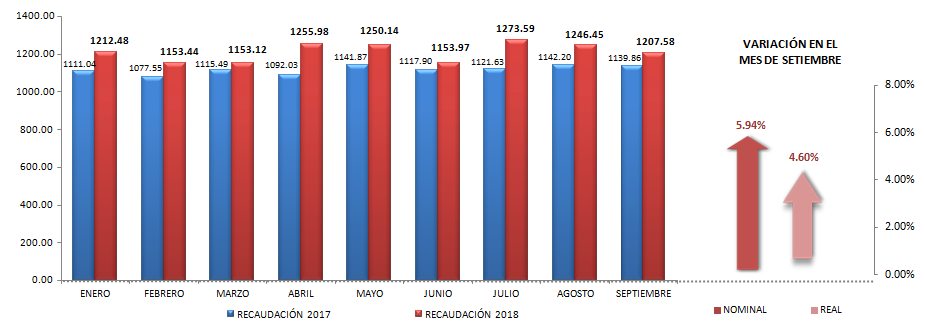 1400.00
1200.00
1000.00
800.00
600.00
400.00
200.00
0.00
1111.04
1212.48
1077.55
1153.44
1115.49
1153.12
1092.03
1255.98
1141.87
1250.14
1117.90
1153.97
1121.63
1273.59
1142.20
1246.45
1139.86
1207.58
ENERO
FEBRERO
MARZO
ABRIL
MAYO
JUNIO
JULIO
AGOSTO
SEPTIEMBRE
RECAUDACIÓN 2017
RECAUDACIÓN 2018
VARIACIÓN EN EL
MES DE SETIEMBRE
8.00%
6.00%
4.00%
2.00%
0.00%
5.94%
4.60%
NOMINAL
REAL